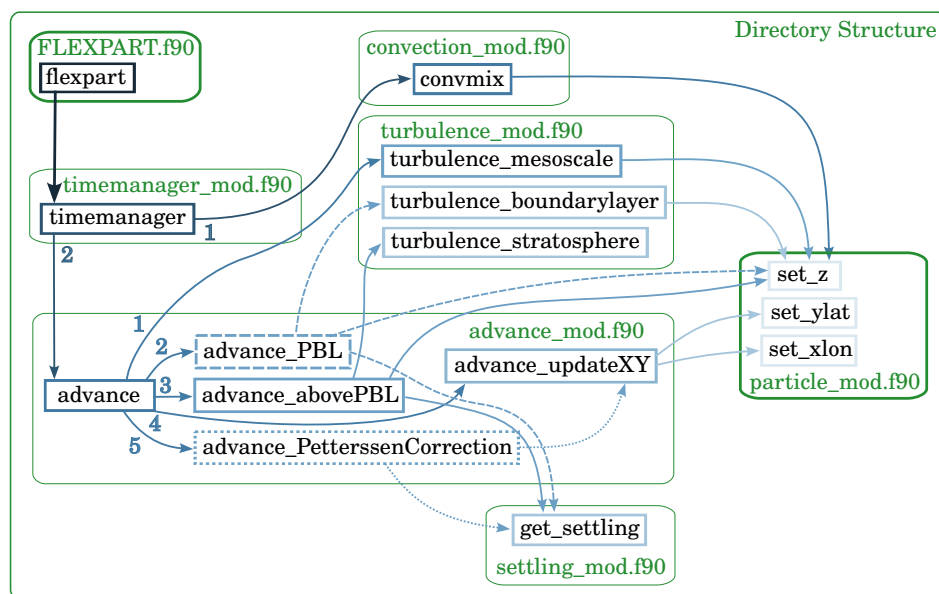 Directory Structure
FLEXPART.f90
flexpart
convection_mod.f90
convmix
turbulence_mod.f90
turbulence_mesoscale
turbulence_boundarylayer
turbulence_stratosphere
timemanager_mod.f90
timemanager
1
2
set_z
set_ylat
set_xlon
particle_mod.f90
advance_mod.f90
1
2
advance_PBL
advance_updateXY
advance
3
advance_abovePBL
4
5
advance_PetterssenCorrection
get_settling
settling_mod.f90